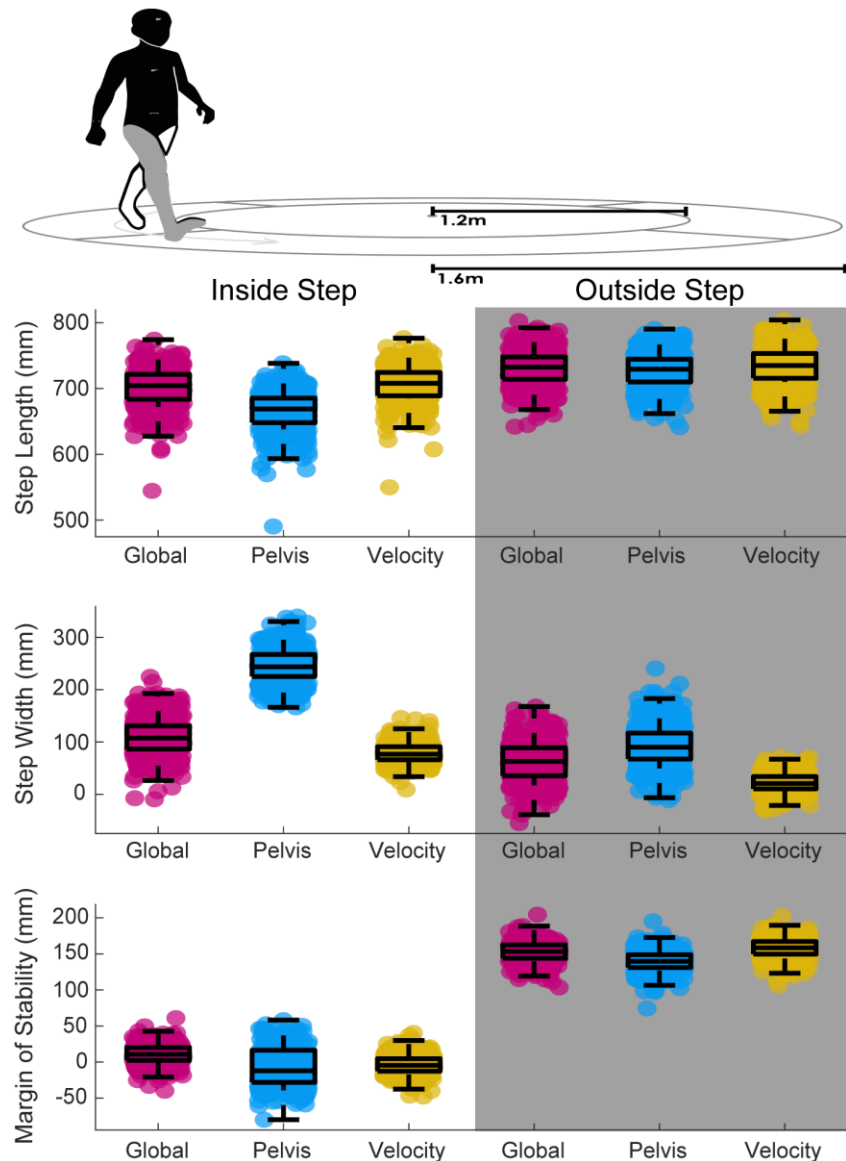 1.2m
1.6m
Inside Step Outside Step
Step Length (mm)
800
700
600
500
Global Pelvis Velocity Global Pelvis Velocity
Step Width (mm)
300
200
100
0
Global Pelvis Velocity Global Pelvis Velocity
Margin of Stability (mm)
200
150
100
50
0
-50
Global Pelvis Velocity Global Pelvis Velocity